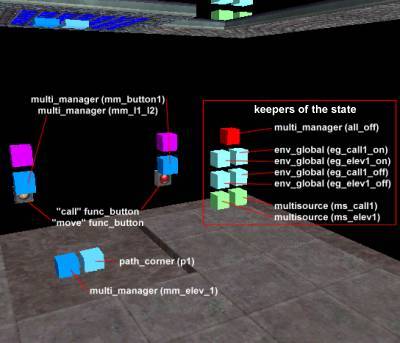 multi_manager (mm_button1)
multi_manager (mm_l1_l2)
"call" func_button
"move" func_button
path_corner (p1)
multi_manager (mm_elev_1)
keepers of the state
multi_manager (all_off)
env_global (eg_call1_on)
env_global (eg_elev1_on)
env_global (eg_call1_off)
env_global (eg_elev1_off)
multisource (ms_call1)
multisource (ms_elev1)